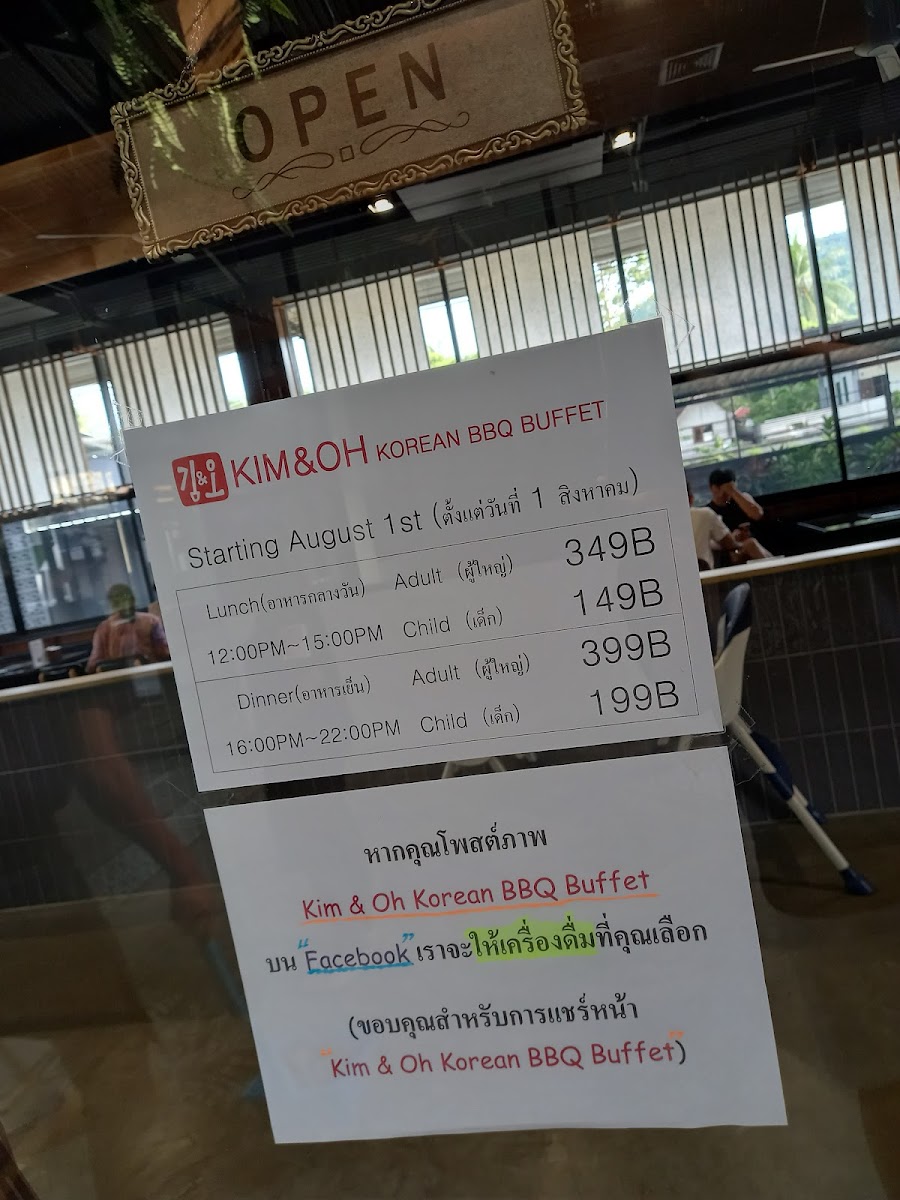 OPEN
김&오 KIM&OH KOREAN BBQ BUFFET
Starting August 1st (ตั้งแต่วันที่ 1 สิงหาคม)
Lunch(อาหารกลางวัน) Adult (ผู้ใหญ่) 349B
12:00PM~15:00PM Child (เด็ก) 149B
Dinner(อาหารเย็น) Adult (ผู้ใหญ่) 399B
16:00PM~22:00PM Child (เด็ก) 199B
หากคุณโพสต์ภาพ
Kim & Oh Korean BBQ Buffet
บน "Facebook" เราจะให้เครื่องดื่มที่คุณเลือก
(ขอบคุณสำหรับการแชร์หน้า
"Kim & Oh Korean BBQ Buffet")